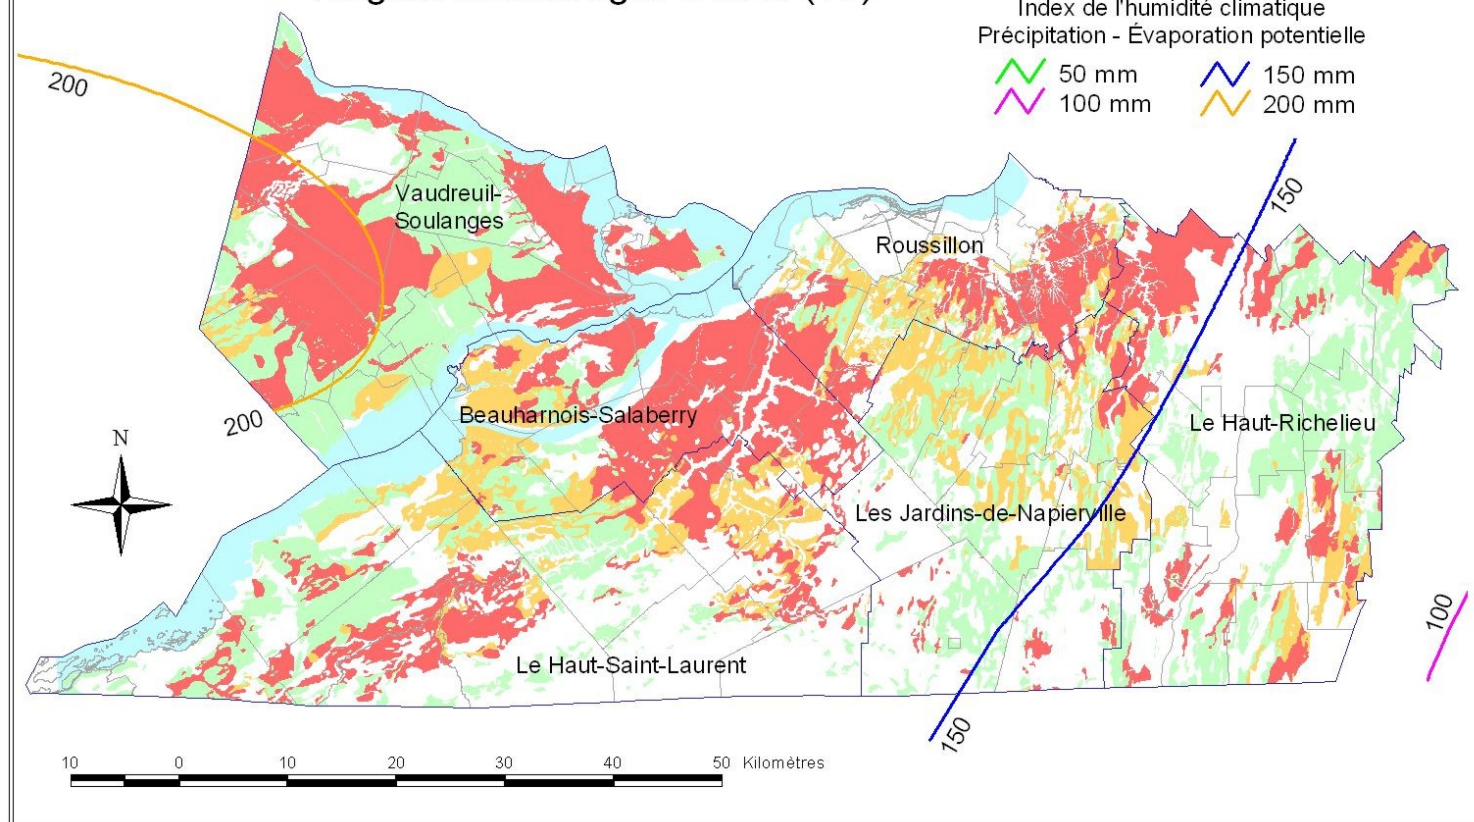 Index de l'humidité climatique
Précipitation - Évaporation potentielle
50 mm
150 mm
100 mm
200 mm
200
150
Vaudreuil-
Soulanges
Roussillon
200
Beauharnois-Salaberry
Le Haut-Richelieu
N
Les Jardins-de-Napierville
100
Le Haut-Saint-Laurent
150
10 0 10 20 30 40 50 Kilomètres